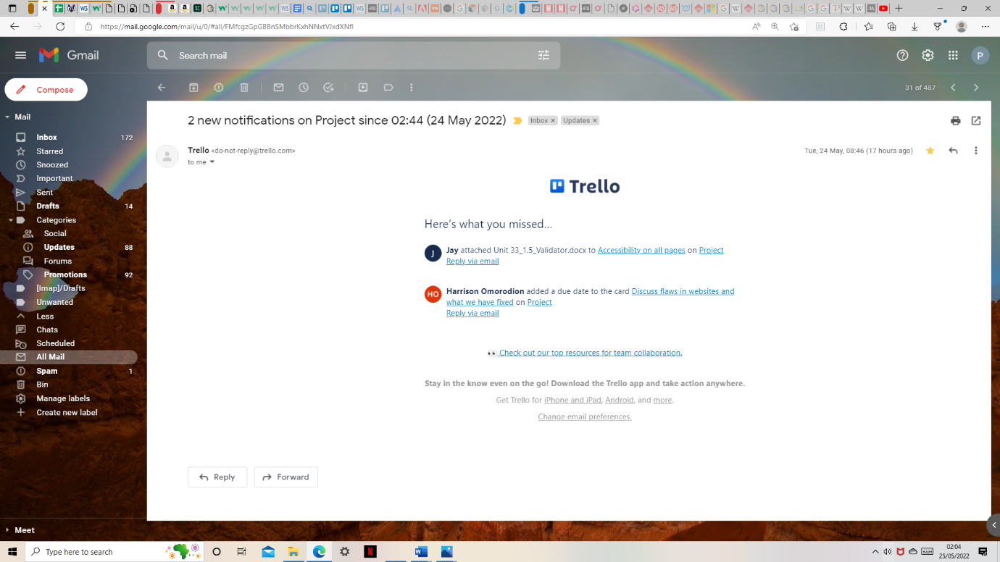 https://mail.google.com/mail/u/0/#all/FMfcgzGpGBBnSMbbrKxhNNxtVJxdXNfl
Gmail
Search mail
P
Compose
31 of 487
Mail
Inbox 172
Starred
Snoozed
Important
Sent
Drafts 14
Categories
Social
Updates 88
Forums
Promotions 92
[Imap]/Drafts
Unwanted
Less
Chats
Scheduled
All Mail
Spam 1
Bin
Manage labels
Create new label
Meet
2 new notifications on Project since 02:44 (24 May 2022) Inbox × Updates ×
Trello <do-not-reply@trello.com> Tue, 24 May, 08:46 (17 hours ago)
to me
Trello
Here's what you missed...
J Jay attached Unit 33_1.5_Validator.docx to Accessibility on all pages on Project
Reply via email
HO Harrison Omorodion added a due date to the card Discuss flaws in websites and
what we have fixed on Project
Reply via email
👀 Check out our top resources for team collaboration.
Stay in the know even on the go! Download the Trello app and take action anywhere.
Get Trello for iPhone and iPad, Android, and more.
Change email preferences.
Reply Forward
Type here to search
02:04
25/05/2022